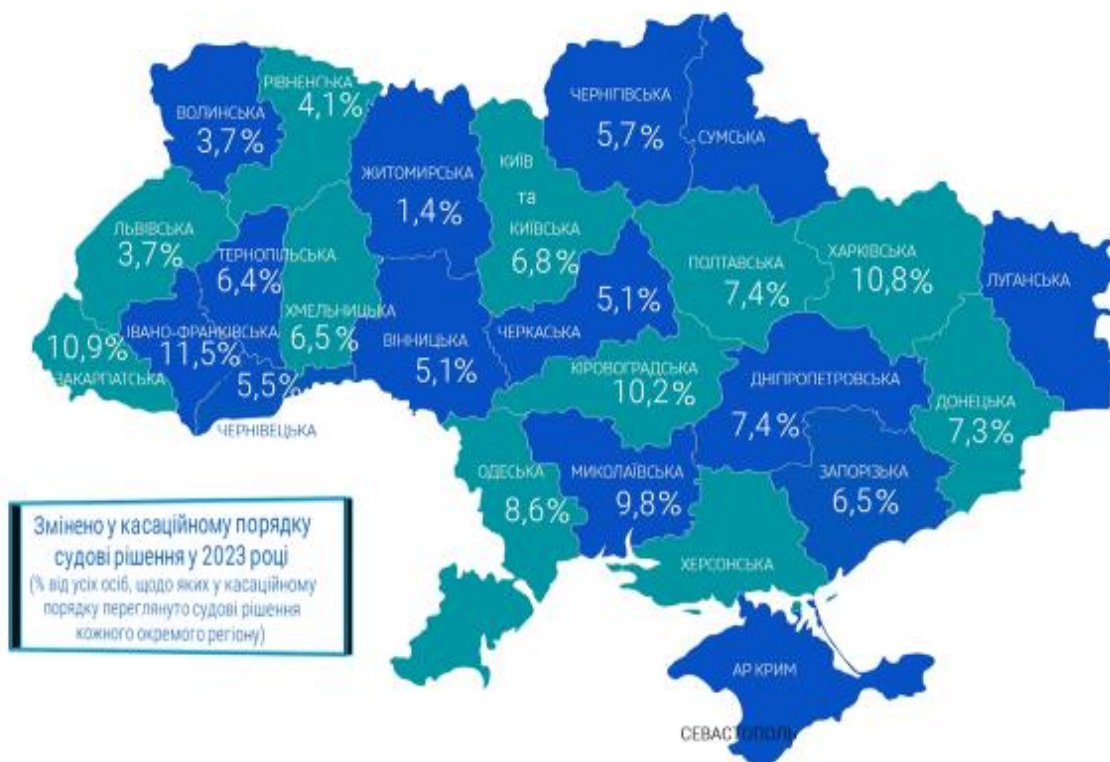 РІВНЕНСЬКА
4,1%
ВОЛИНСЬКА
3,7%
ЧЕРНІГІВСЬКА
5,7%
СУМСЬКА
ЖИТОМИРСЬКА
1,4%
КИЇВ
та
КИЇВСЬКА
6,8%
ЛЬВІВСЬКА
3,7%
ТЕРНОПІЛЬСЬКА
6,4%
ХМЕЛЬНИЦЬКА
6,5%
ПОЛТАВСЬКА
7,4%
ХАРКІВСЬКА
10,8%
ЛУГАНСЬКА
5,1%
ЧЕРКАСЬКА
10,9%
ЗАКАРПАТСЬКА
ІВАНО-ФРАНКІВСЬКА
11,5%
5,5%
ЧЕРНІВЕЦЬКА
ВІННИЦЬКА
5,1%
КІРОВОГРАДСЬКА
10,2%
ДНІПРОПЕТРОВСЬКА
7,4%
ДОНЕЦЬКА
7,3%
ОДЕСЬКА
8,6%
МИКОЛАЇВСЬКА
9,8%
ЗАПОРІЗЬКА
6,5%
ХЕРСОНСЬКА
Змінено у касаційному порядку
судові рішення у 2023 році
(% від усіх осіб, щодо яких у касаційному
порядку переглянуто судові рішення
кожного окремого регіону)
АР КРИМ
СЕВАСТОПОЛЬ